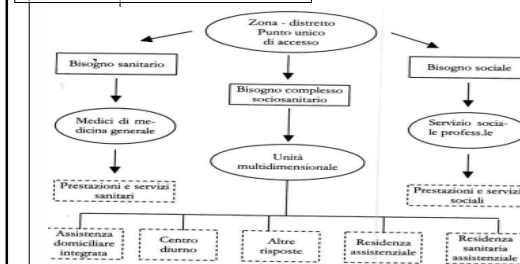 Zona - distretto
Punto unico
di accesso
Bisogno sanitario
Bisogno complesso
sociosanitario
Bisogno sociale
Medici di me-
dicina generale
Unità
multidimensionale
Servizio socia-
le profess.le
Prestazioni e servizi
sanitari
Prestazioni e servizi
sociali
Assistenza
domiciliare
integrata
Centro
diurno
Altre
risposte
Residenza
assistenziale
Residenza
sanitaria
assistenziale